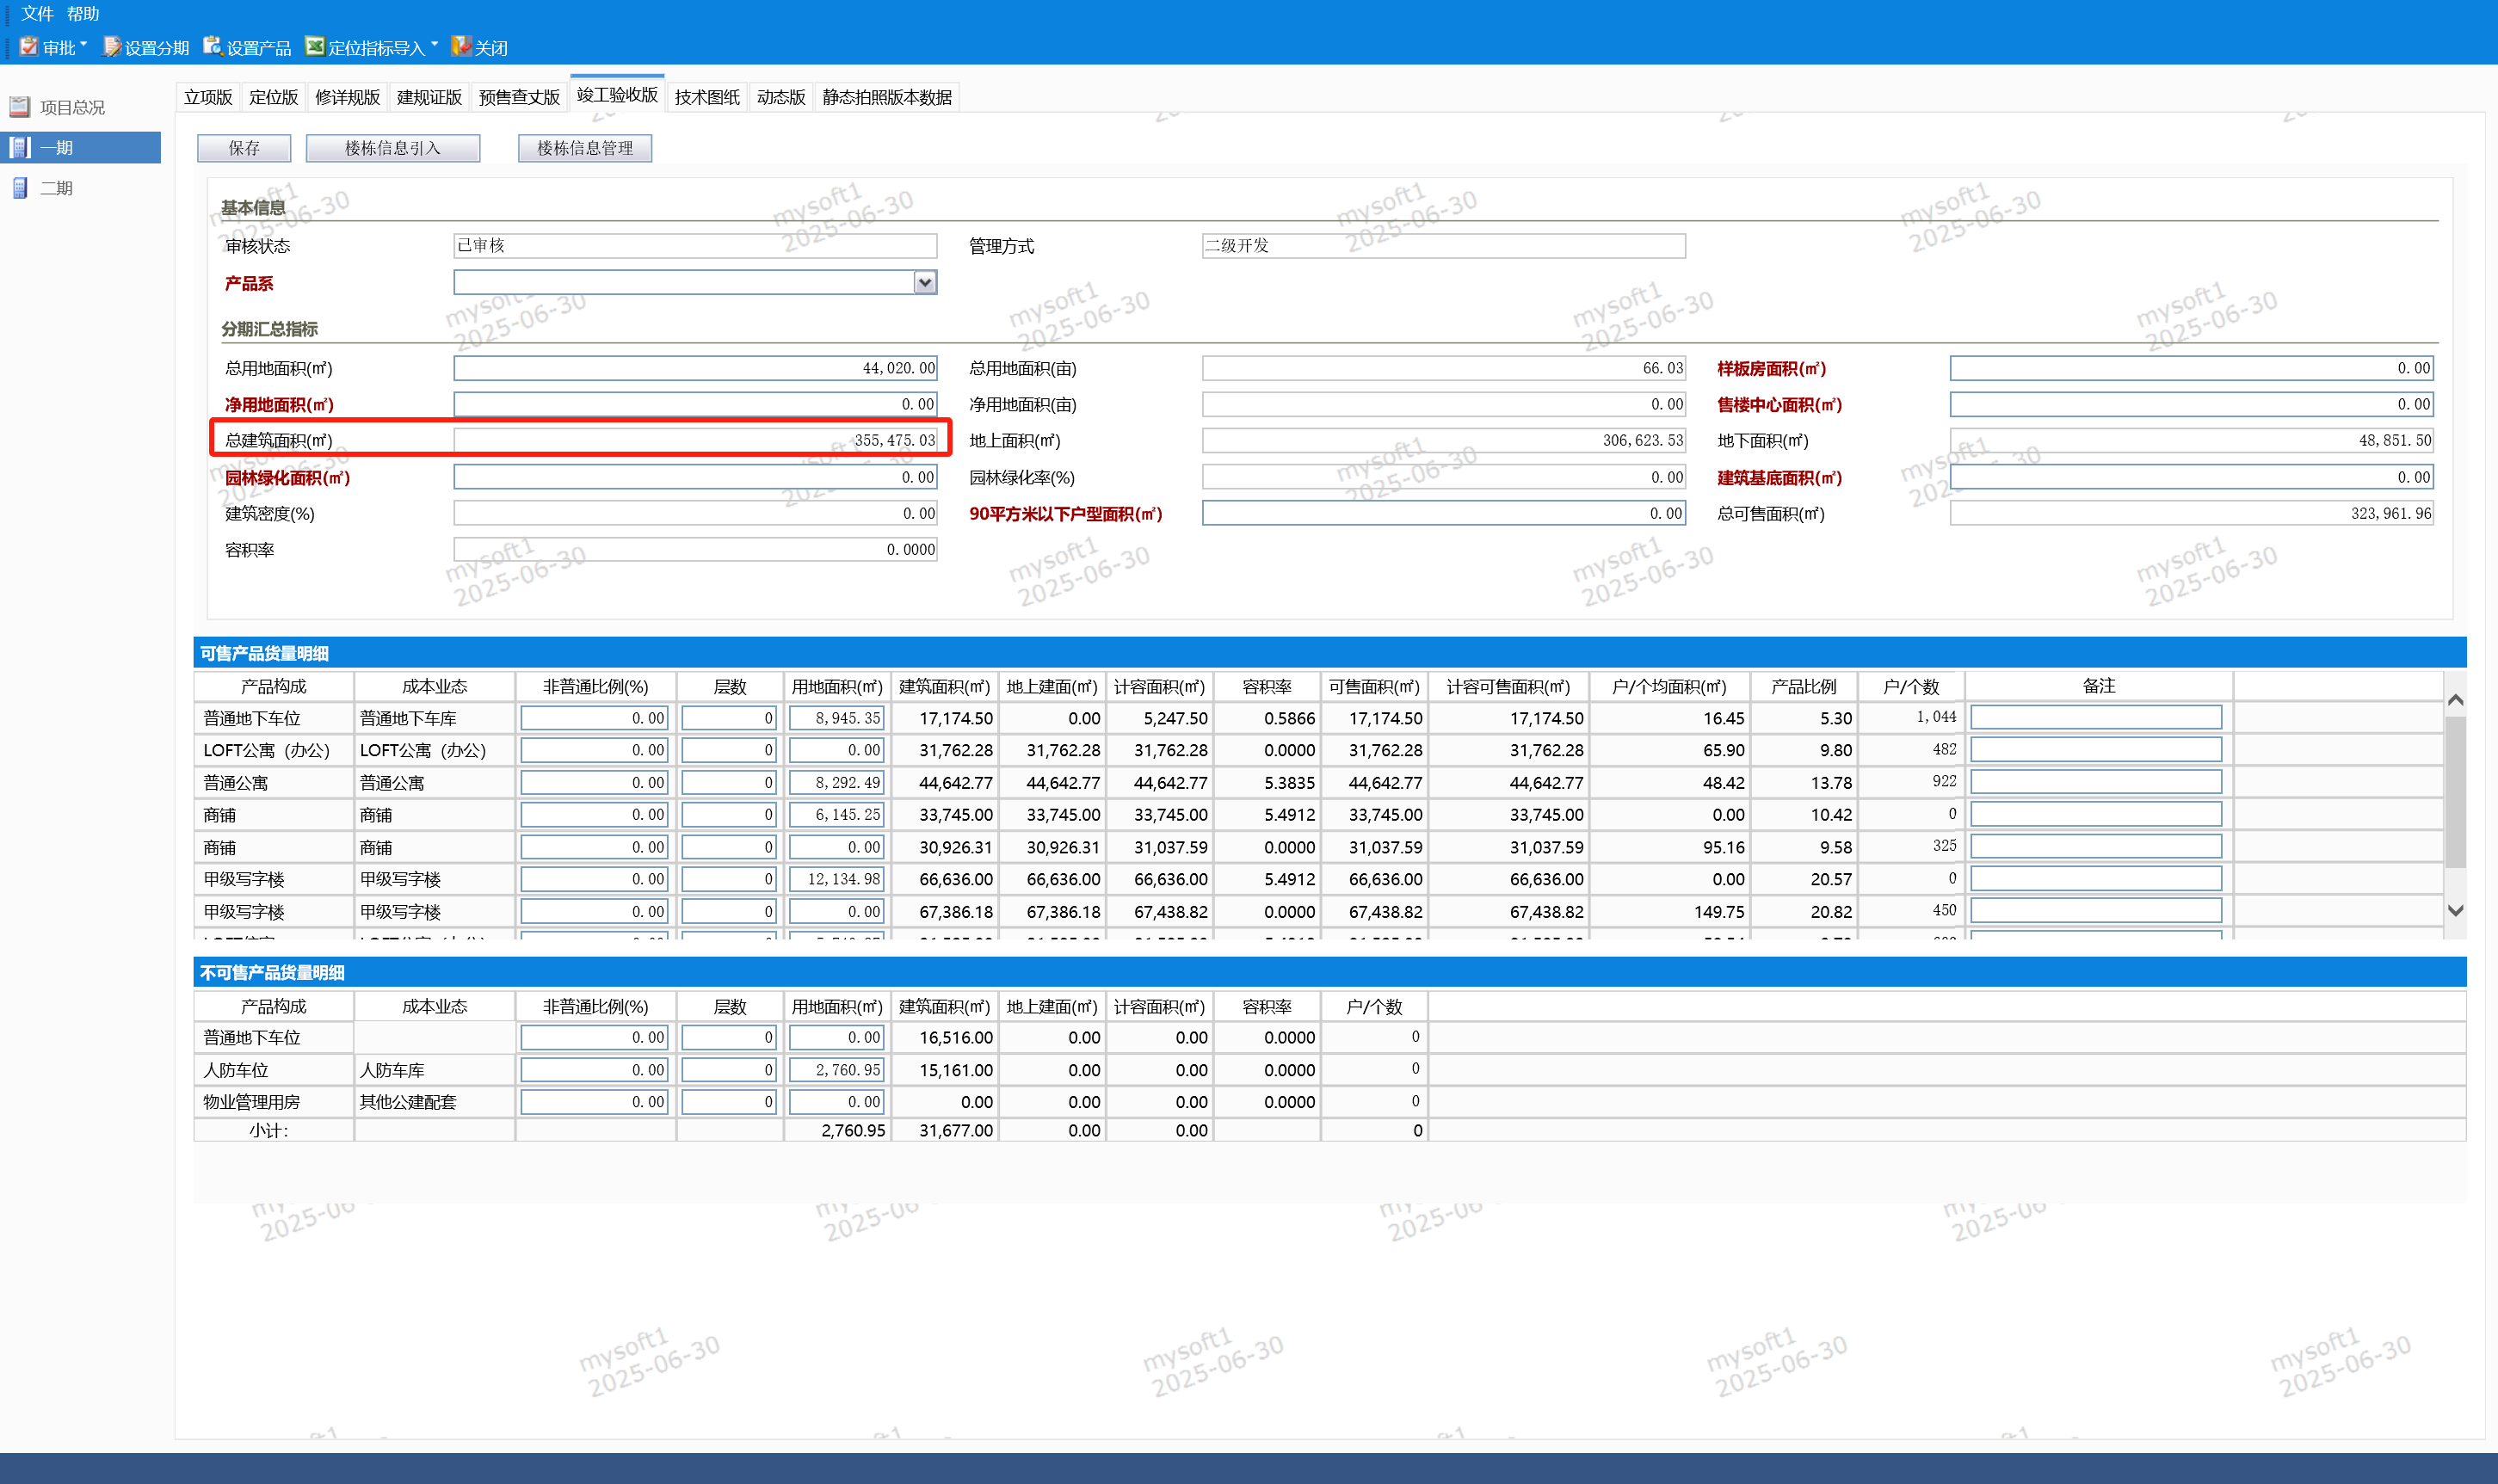 文件 帮助
审批 设置分期 设置产品 定位指标导入 关闭
项目总况
一期
二期
立项版 定位版 修详规版 建规证版 预售查丈版 竣工验收版 技术图纸 动态版 静态拍照版本数据
保存 楼栋信息引入 楼栋信息管理
基本信息
审核状态 已审核 管理方式 二级开发
产品系
分期汇总指标
总用地面积(㎡) 44,020.00 总用地面积(亩) 66.03 样板房面积(㎡) 0.00
净用地面积(㎡) 0.00 净用地面积(亩) 0.00 售楼中心面积(㎡) 0.00
总建筑面积(㎡) 355,475.03 地上面积(㎡) 306,623.53 地下面积(㎡) 48,851.50
园林绿化面积(㎡) 0.00 园林绿化率(%) 0.00 建筑基底面积(㎡) 0.00
建筑密度(%) 0.00 90平方米以下户型面积(㎡) 0.00 总可售面积(㎡) 323,961.96
容积率 0.0000
可售产品货量明细
产品构成 成本业态 非普通比例(%) 层数 用地面积(㎡) 建筑面积(㎡) 地上建面(㎡) 计容面积(㎡) 容积率 可售面积(㎡) 计容可售面积(㎡) 户/个均面积(㎡) 产品比例 户/个数 备注
普通地下车位 普通地下车库 0.00 0 8,945.35 17,174.50 0.00 5,247.50 0.5866 17,174.50 17,174.50 16.45 5.30 1,044
LOFT公寓（办公） LOFT公寓（办公） 0.00 0 0.00 31,762.28 31,762.28 31,762.28 0.0000 31,762.28 31,762.28 65.90 9.80 482
普通公寓 普通公寓 0.00 0 8,292.49 44,642.77 44,642.77 44,642.77 5.3835 44,642.77 44,642.77 48.42 13.78 922
商铺 商铺 0.00 0 6,145.25 33,745.00 33,745.00 33,745.00 5.4912 33,745.00 33,745.00 0.00 10.42 0
商铺 商铺 0.00 0 0.00 30,926.31 30,926.31 31,037.59 0.0000 31,037.59 31,037.59 95.16 9.58 325
甲级写字楼 甲级写字楼 0.00 0 12,134.98 66,636.00 66,636.00 66,636.00 5.4912 66,636.00 66,636.00 0.00 20.57 0
甲级写字楼 甲级写字楼 0.00 0 0.00 67,386.18 67,386.18 67,438.82 0.0000 67,438.82 67,438.82 149.75 20.82 450
不可售产品货量明细
产品构成 成本业态 非普通比例(%) 层数 用地面积(㎡) 建筑面积(㎡) 地上建面(㎡) 计容面积(㎡) 容积率 户/个数
普通地下车位 0.00 0 0.00 16,516.00 0.00 0.00 0.0000 0
人防车位 人防车库 0.00 0 2,760.95 15,161.00 0.00 0.00 0.0000 0
物业管理用房 其他公建配套 0.00 0 0.00 0.00 0.00 0.00 0.0000 0
小计: 2,760.95 31,677.00 0.00 0.00 0
mysoft1
2025-06-30